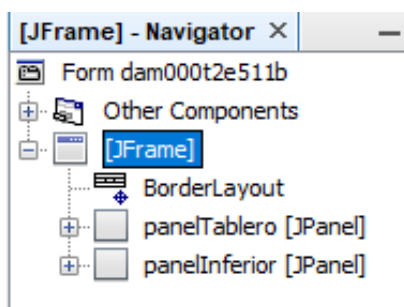 [JFrame] - Navigator
Form dam000t2e511b
Other Components
[JFrame]
BorderLayout
panelTablero [JPanel]
panelInferior [JPanel]